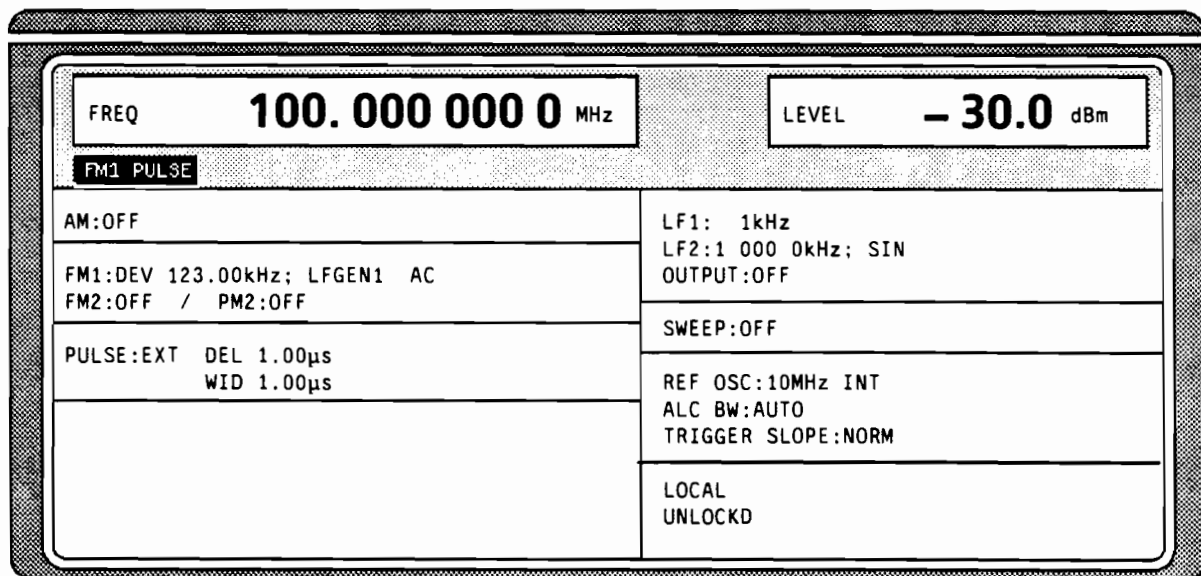 FREQ 100. 000 000 0 MHz
LEVEL – 30.0 dBm
FM1 PULSE
AM:OFF
FM1:DEV 123.00kHz; LFGEN1 AC
FM2:OFF / PM2:OFF
PULSE:EXT DEL 1.00µs
WID 1.00µs
LF1: 1kHz
LF2:1 000 0kHz; SIN
OUTPUT:OFF
SWEEP:OFF
REF OSC:10MHz INT
ALC BW:AUTO
TRIGGER SLOPE:NORM
LOCAL
UNLOCKD